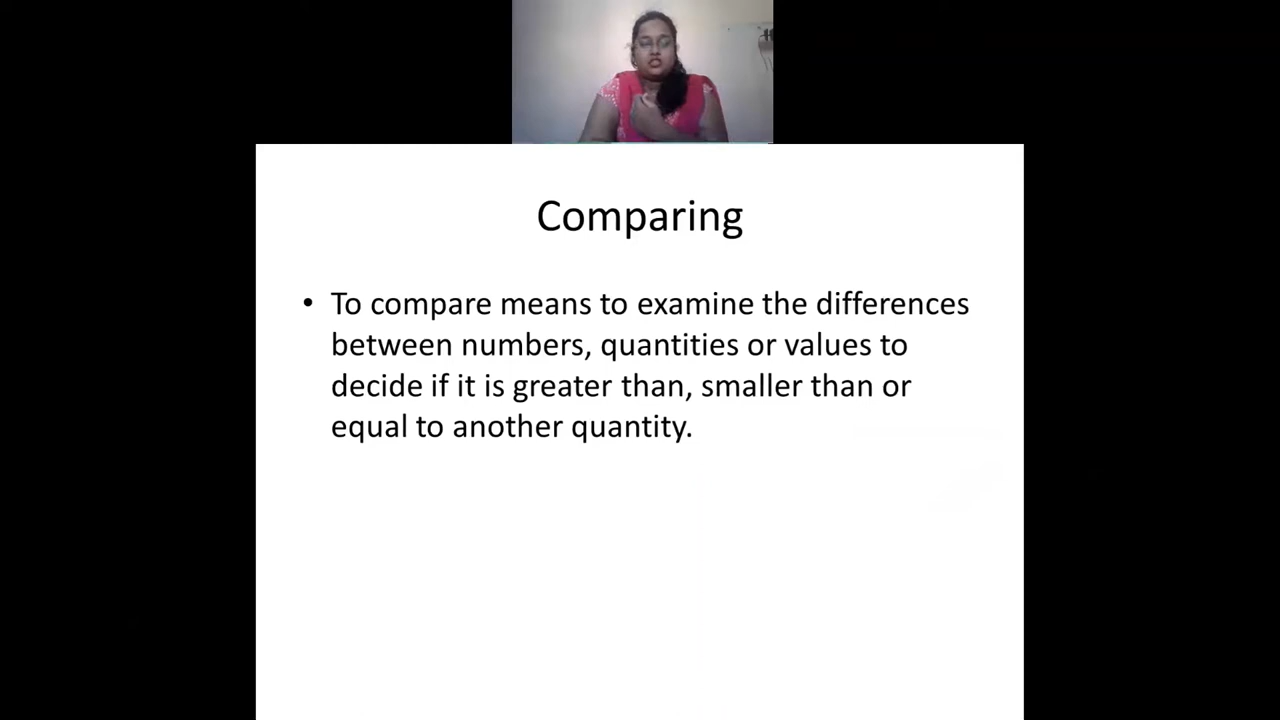 Comparing
• To compare means to examine the differences
between numbers, quantities or values to
decide if it is greater than, smaller than or
equal to another quantity.